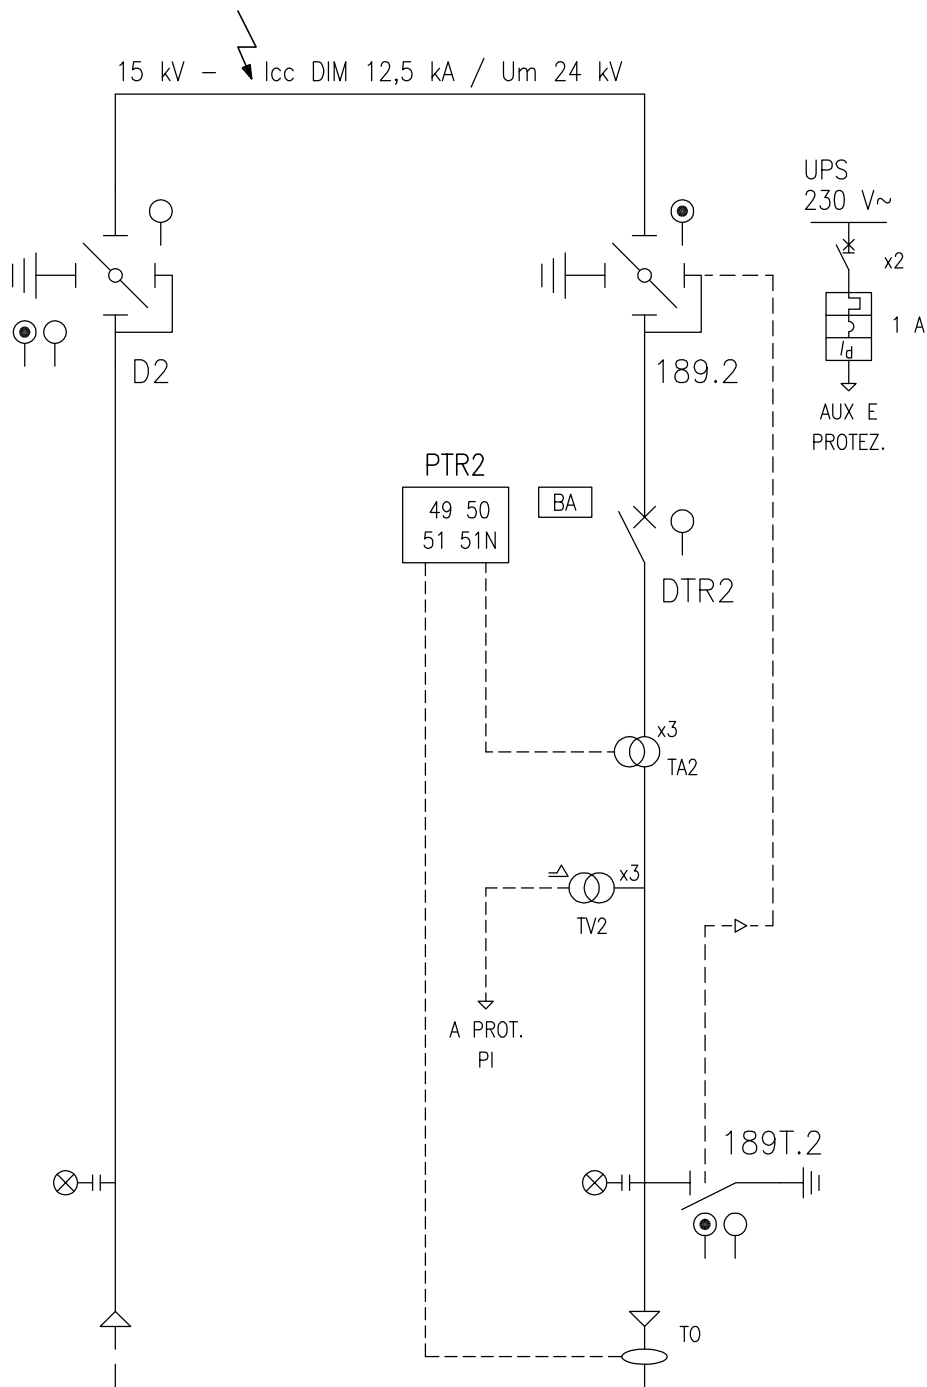 15 kV - Icc DIM 12,5 kA / Um 24 kV
UPS
230 V~
x2
1 A
Id
AUX E
PROTEZ.
D2
189.2
PTR2
49 50
51 51N
BA
DTR2
x3
TA2
x3
TV2
A PROT.
PI
189T.2
TO